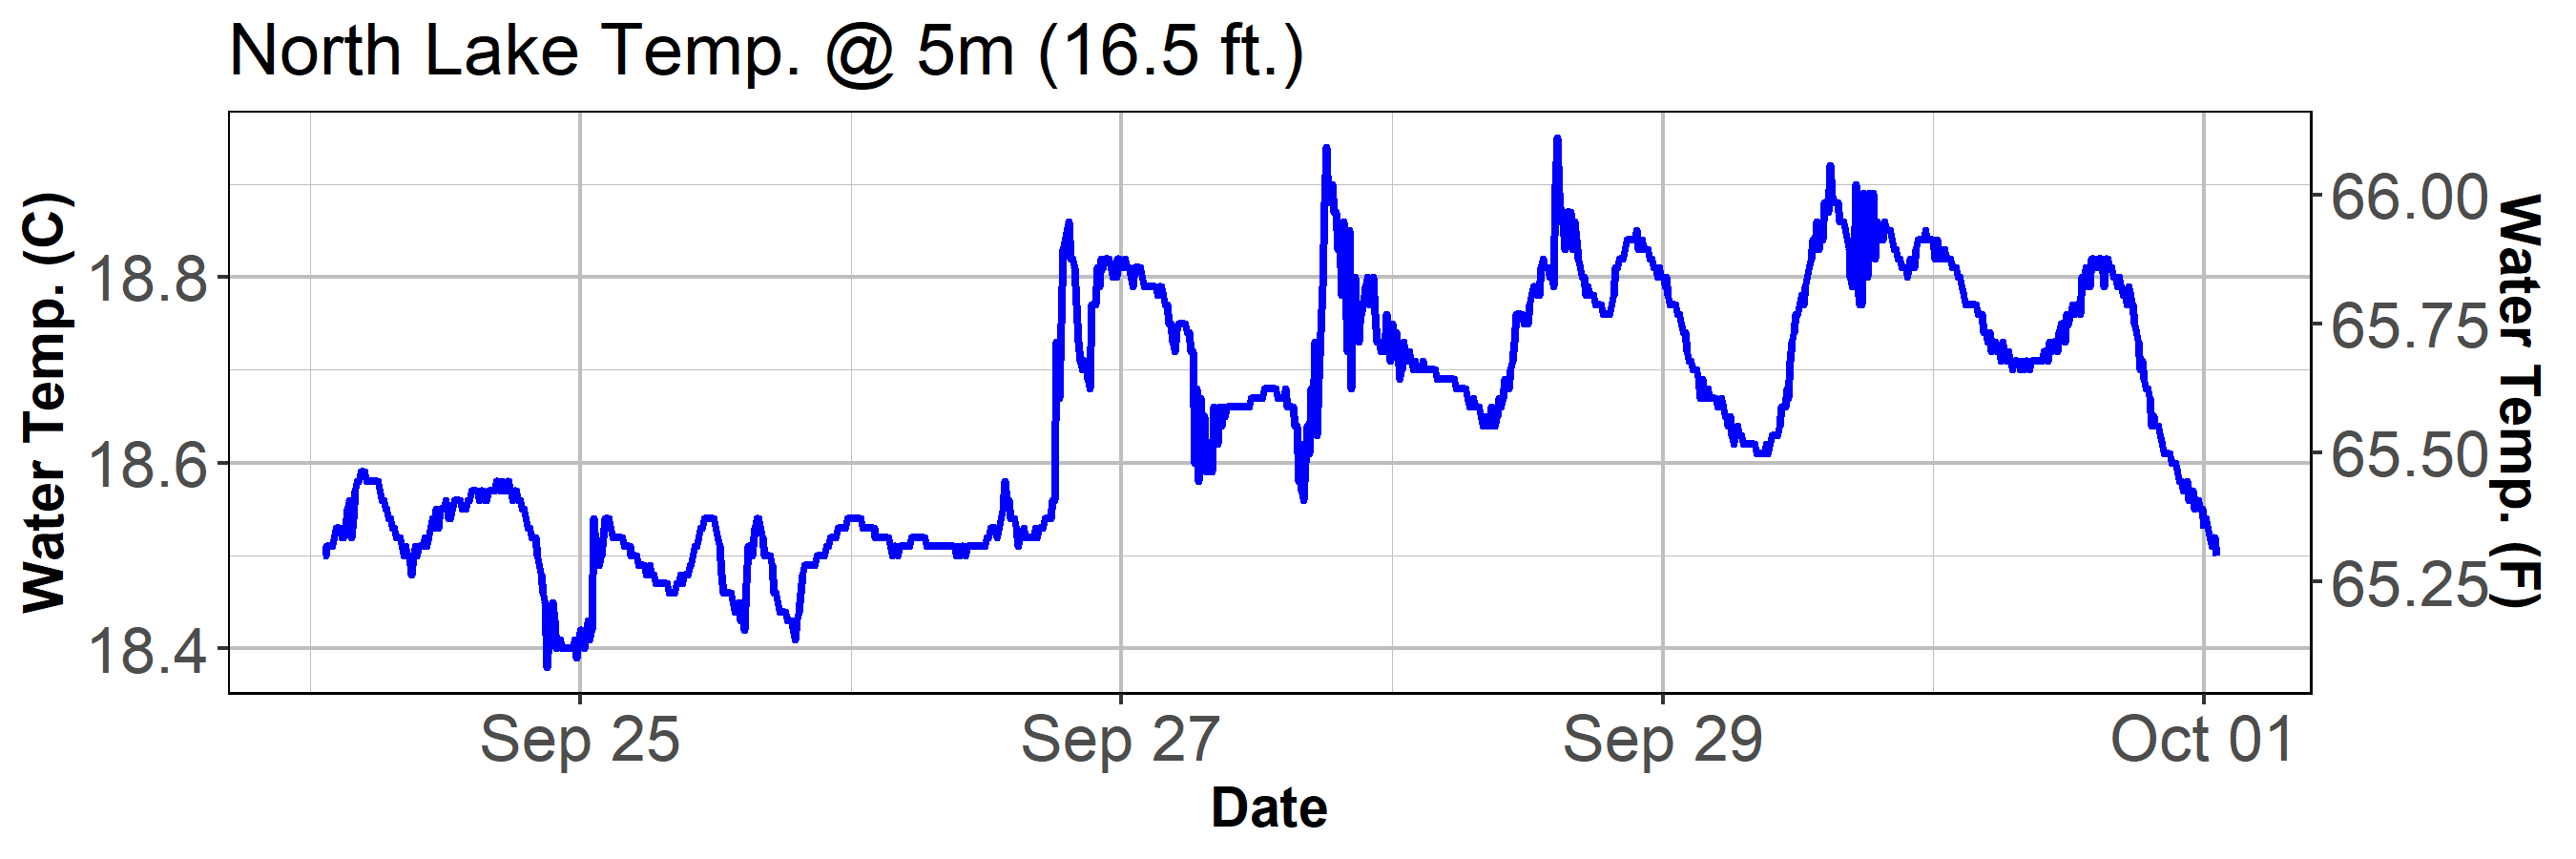 North Lake Temp. @ 5m (16.5 ft.)
Water Temp. (C)
18.8
18.6
18.4
66.00
65.75
65.50
65.25
Water Temp. (F)
Sep 25
Sep 27
Sep 29
Oct 01
Date